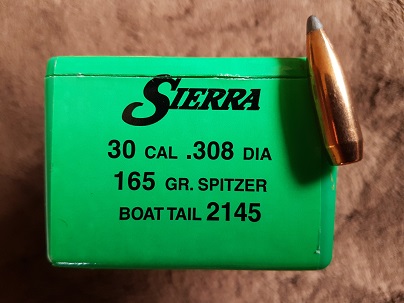 SIERRA
30 CAL .308 DIA
165 GR. SPITZER
BOAT TAIL 2145